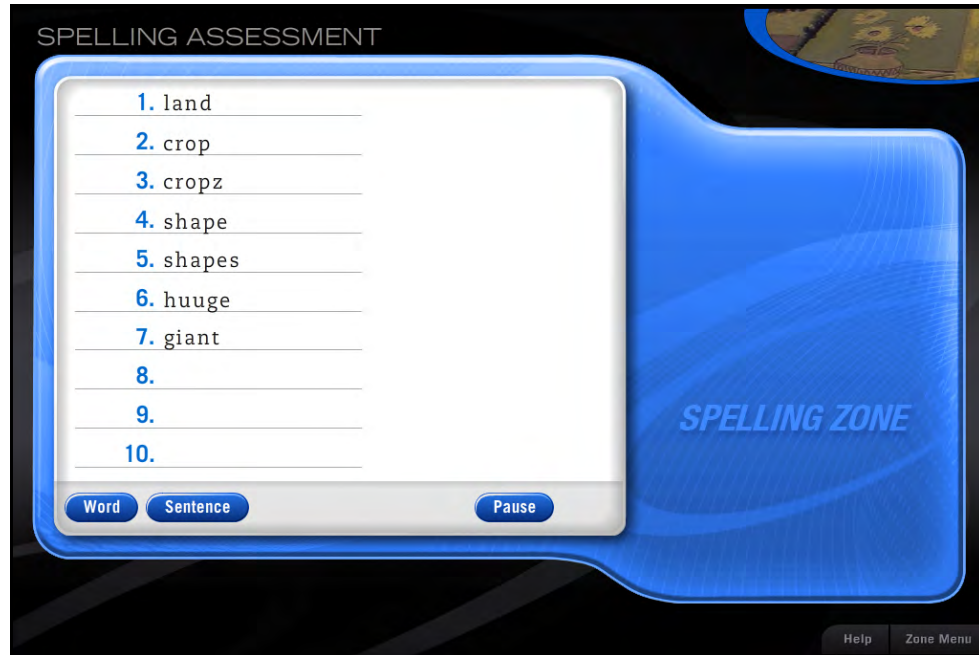 SPELLING ASSESSMENT
1. land
2. crop
3. cropz
4. shape
5. shapes
6. huuge
7. giant
8.
9.
10.
SPELLING ZONE
Word Sentence Pause
Help Zone Menu